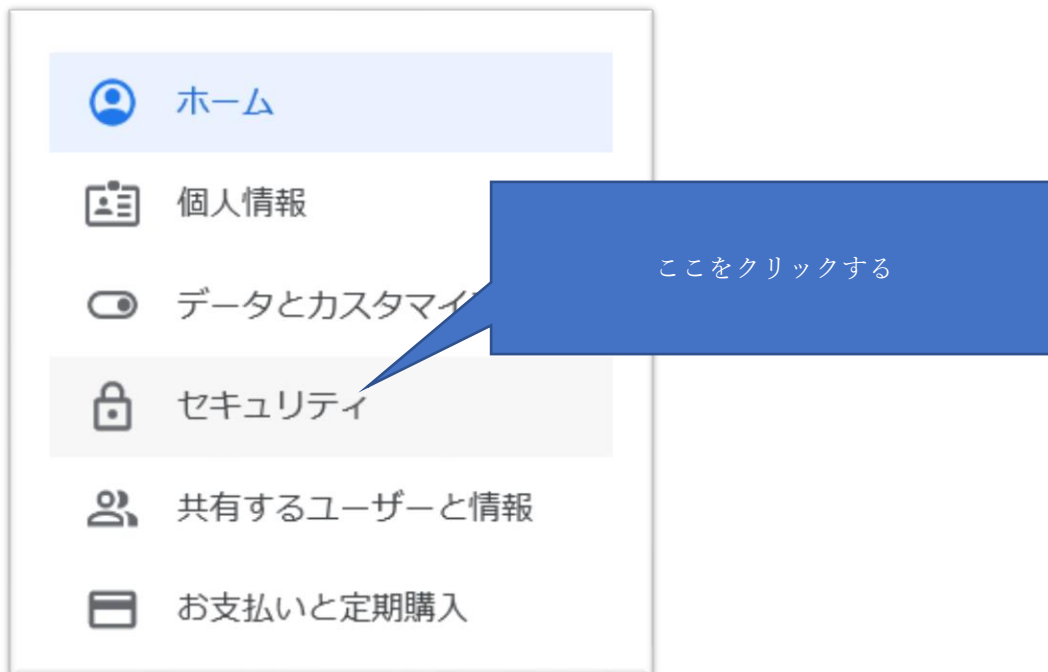 ホーム
個人情報
データとカスタマイ
ここをクリックする
セキュリティ
共有するユーザーと情報
お支払いと定期購入